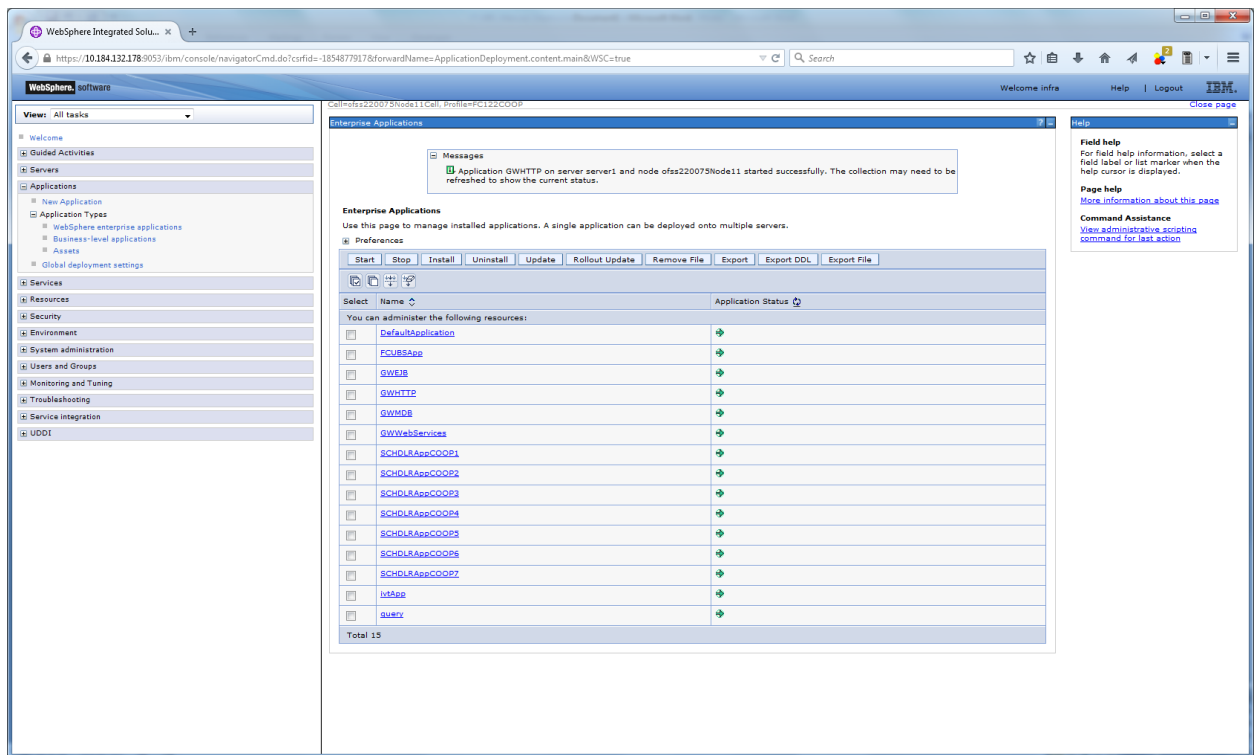 WebSphere Integrated Solu... × +
https://10.184.132.178:9053/ibm/console/navigatorCmd.do?csrfid=-1854877917&forwardName=ApplicationDeployment.content.main&WSC=true
Search
2
WebSphere. software
Welcome infra
Help | Logout
IBM.
View: All tasks
Welcome
Guided Activities
Servers
Applications
New Application
Application Types
WebSphere enterprise applications
Business-level applications
Assets
Global deployment settings
Services
Resources
Security
Environment
System administration
Users and Groups
Monitoring and Tuning
Troubleshooting
Service integration
UDDI
Cell=ofss220075Node11Cell, Profile=FC122COOP
Close page
Enterprise Applications
? -
Messages
Application GWHTTP on server server1 and node ofss220075Node11 started successfully. The collection may need to be
refreshed to show the current status.
Enterprise Applications
Use this page to manage installed applications. A single application can be deployed onto multiple servers.
Preferences
Start Stop Install Uninstall Update Rollout Update Remove File Export Export DDL Export File
Select Name Application Status
You can administer the following resources:
DefaultApplication
FCUBSApp
GWEJB
GWHTTP
GWMDB
GWWebServices
SCHDLRAppCOOP1
SCHDLRAppCOOP2
SCHDLRAppCOOP3
SCHDLRAppCOOP4
SCHDLRAppCOOP5
SCHDLRAppCOOP6
SCHDLRAppCOOP7
ivtApp
query
Total 15
Help
Field help
For field help information, select a
field label or list marker when the
help cursor is displayed.
Page help
More information about this page
Command Assistance
View administrative scripting
command for last action